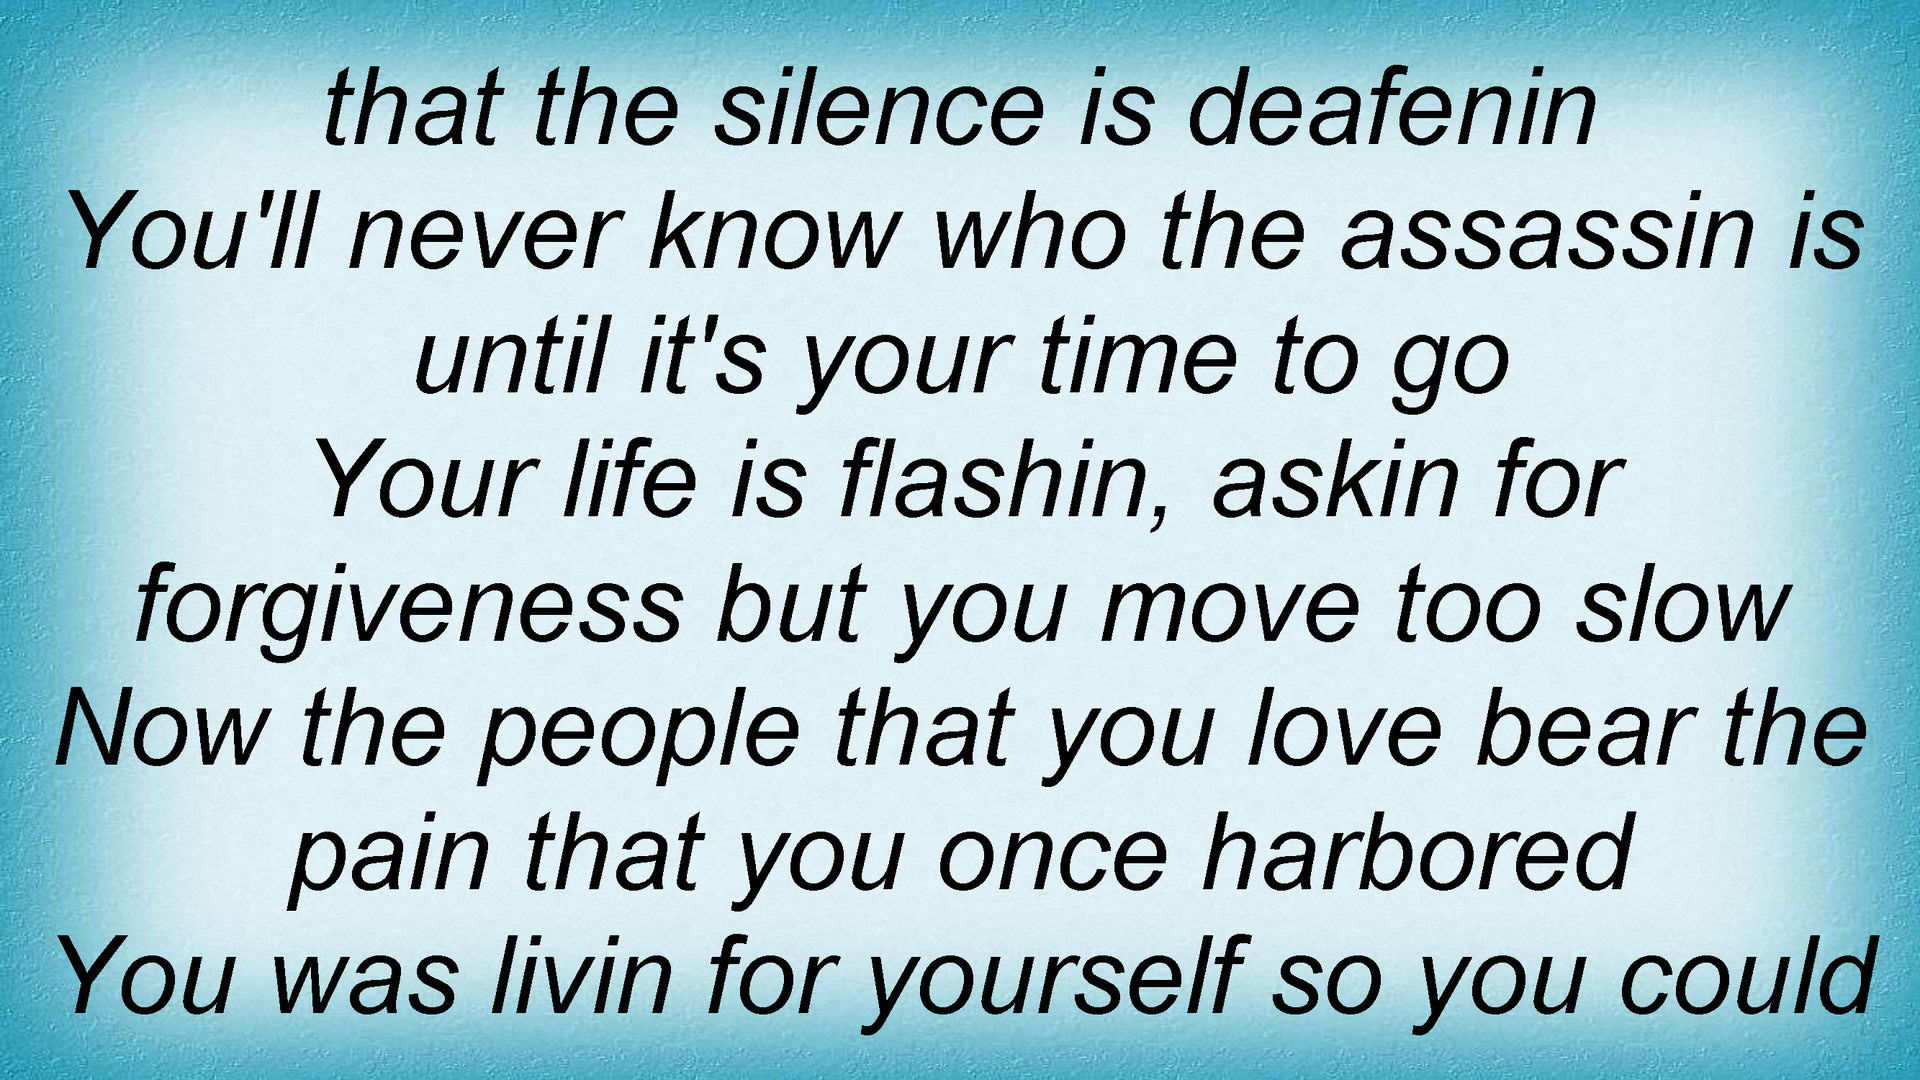 that the silence is deafenin
You'll never know who the assassin is
until it's your time to go
Your life is flashin, askin for
forgiveness but you move too slow
Now the people that you love bear the
pain that you once harbored
You was livin for yourself so you could